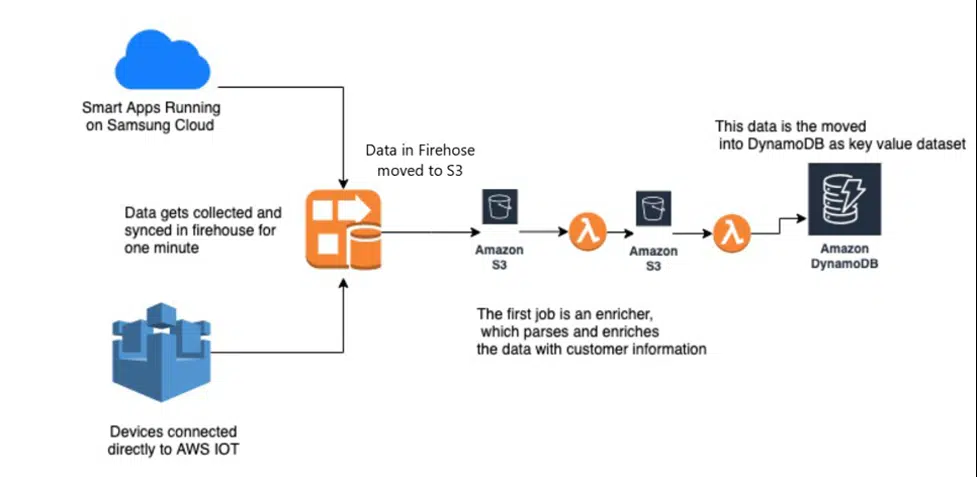 Smart Apps Running
on Samsung Cloud
Data in Firehose
moved to S3
This data is the moved
into DynamoDB as key value dataset
Data gets collected and
synced in firehouse for
one minute
Amazon
S3
λ
Amazon
S3
λ
Amazon
DynamoDB
The first job is an enricher,
which parses and enriches
the data with customer information
Devices connected
directly to AWS IOT